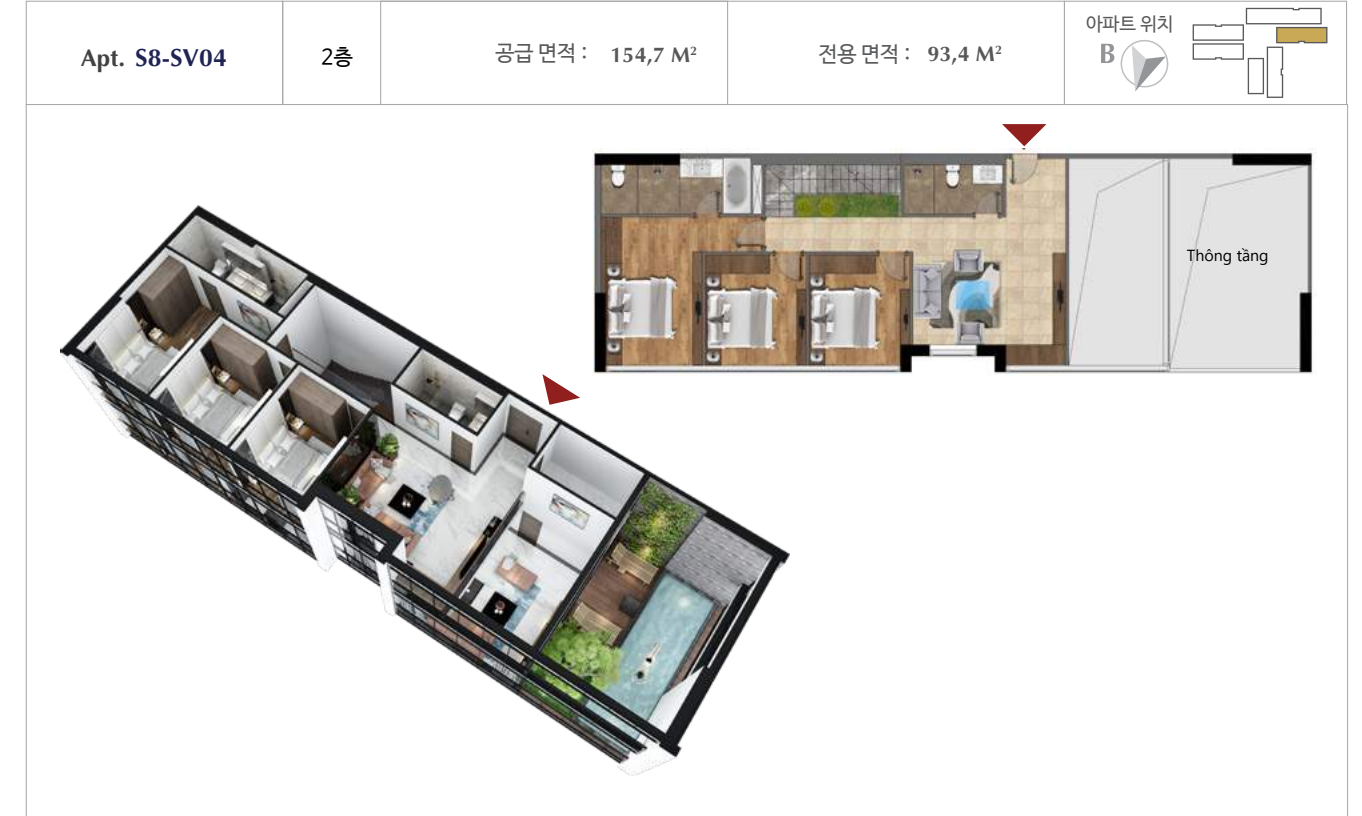 Apt. S8-SV04
2층
공급 면적 : 154,7 M²
전용 면적 : 93,4 M²
아파트 위치
B
Thông tầng